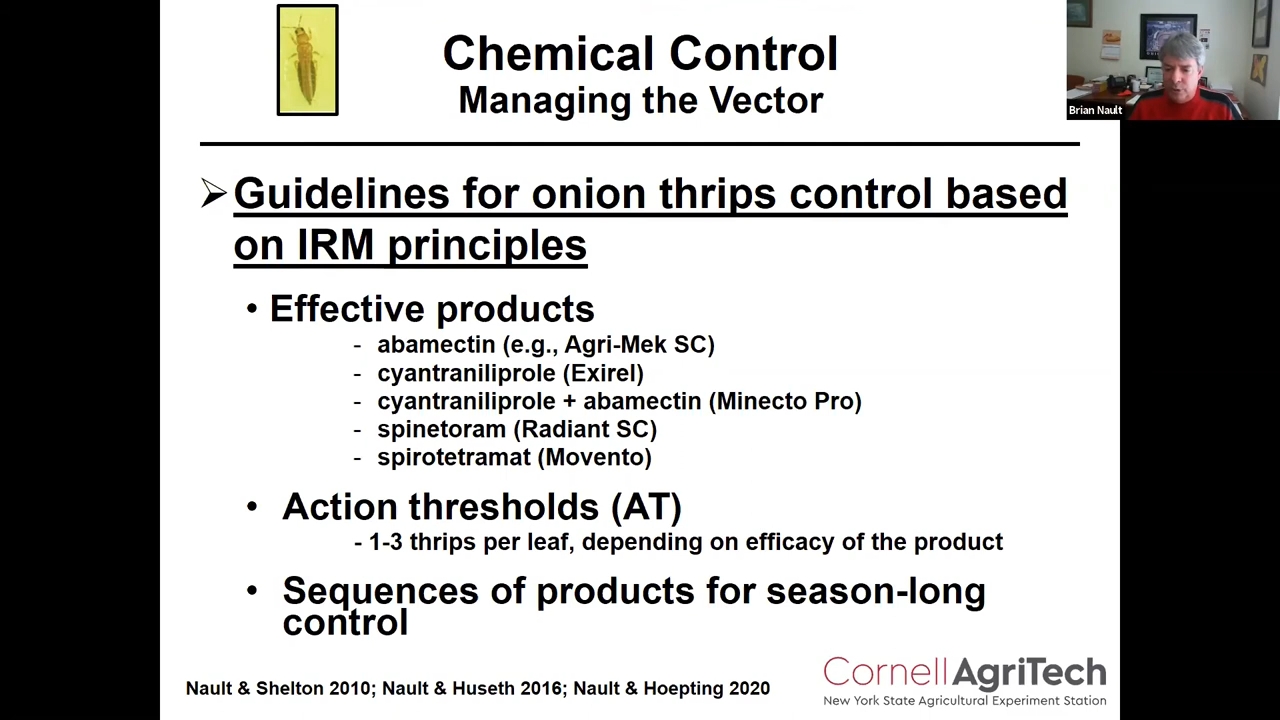 Chemical Control
Managing the Vector
Brian Nault
➢ Guidelines for onion thrips control based
on IRM principles
• Effective products
- abamectin (e.g., Agri-Mek SC)
- cyantraniliprole (Exirel)
- cyantraniliprole + abamectin (Minecto Pro)
- spinetoram (Radiant SC)
- spirotetramat (Movento)
• Action thresholds (AT)
- 1-3 thrips per leaf, depending on efficacy of the product
• Sequences of products for season-long
control
Nault & Shelton 2010; Nault & Huseth 2016; Nault & Hoepting 2020
CornellAgriTech
New York State Agricultural Experiment Station